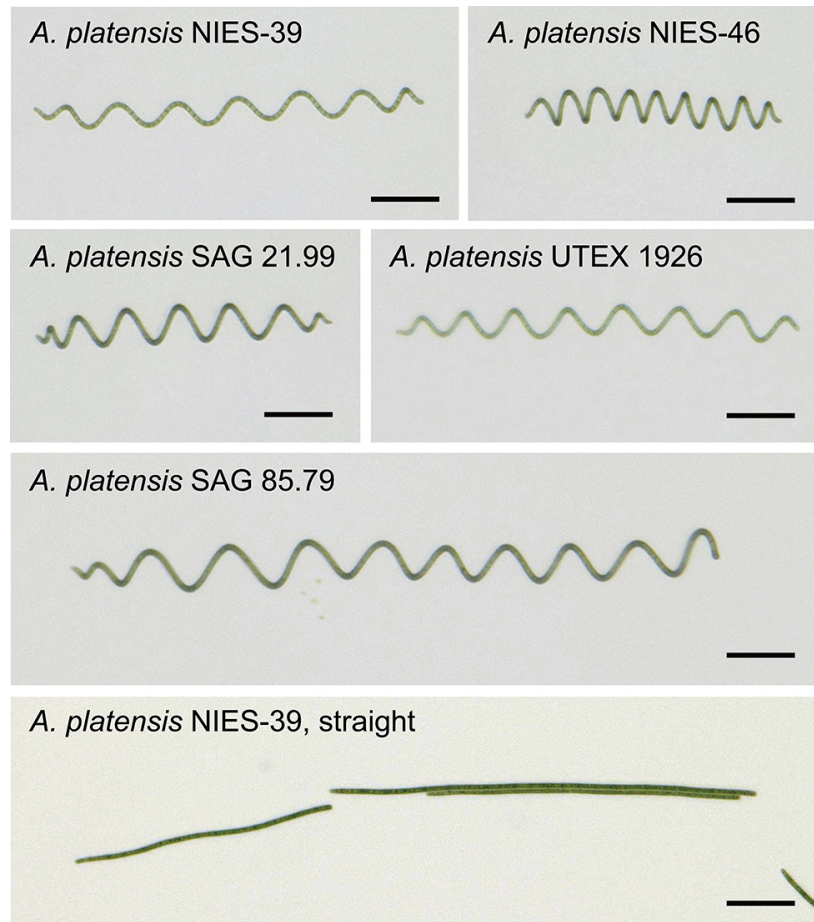 A. platensis NIES-39
A. platensis NIES-46
A. platensis SAG 21.99
A. platensis UTEX 1926
A. platensis SAG 85.79
A. platensis NIES-39, straight